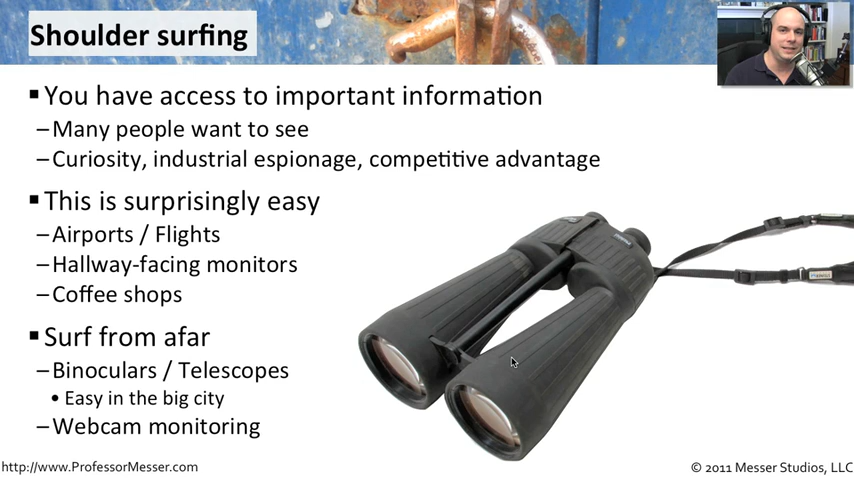 Shoulder surfing
▪ You have access to important information
– Many people want to see
– Curiosity, industrial espionage, competitive advantage
▪ This is surprisingly easy
– Airports / Flights
– Hallway-facing monitors
– Coffee shops
▪ Surf from afar
– Binoculars / Telescopes
• Easy in the big city
– Webcam monitoring
http://www.ProfessorMesser.com
© 2011 Messer Studios, LLC